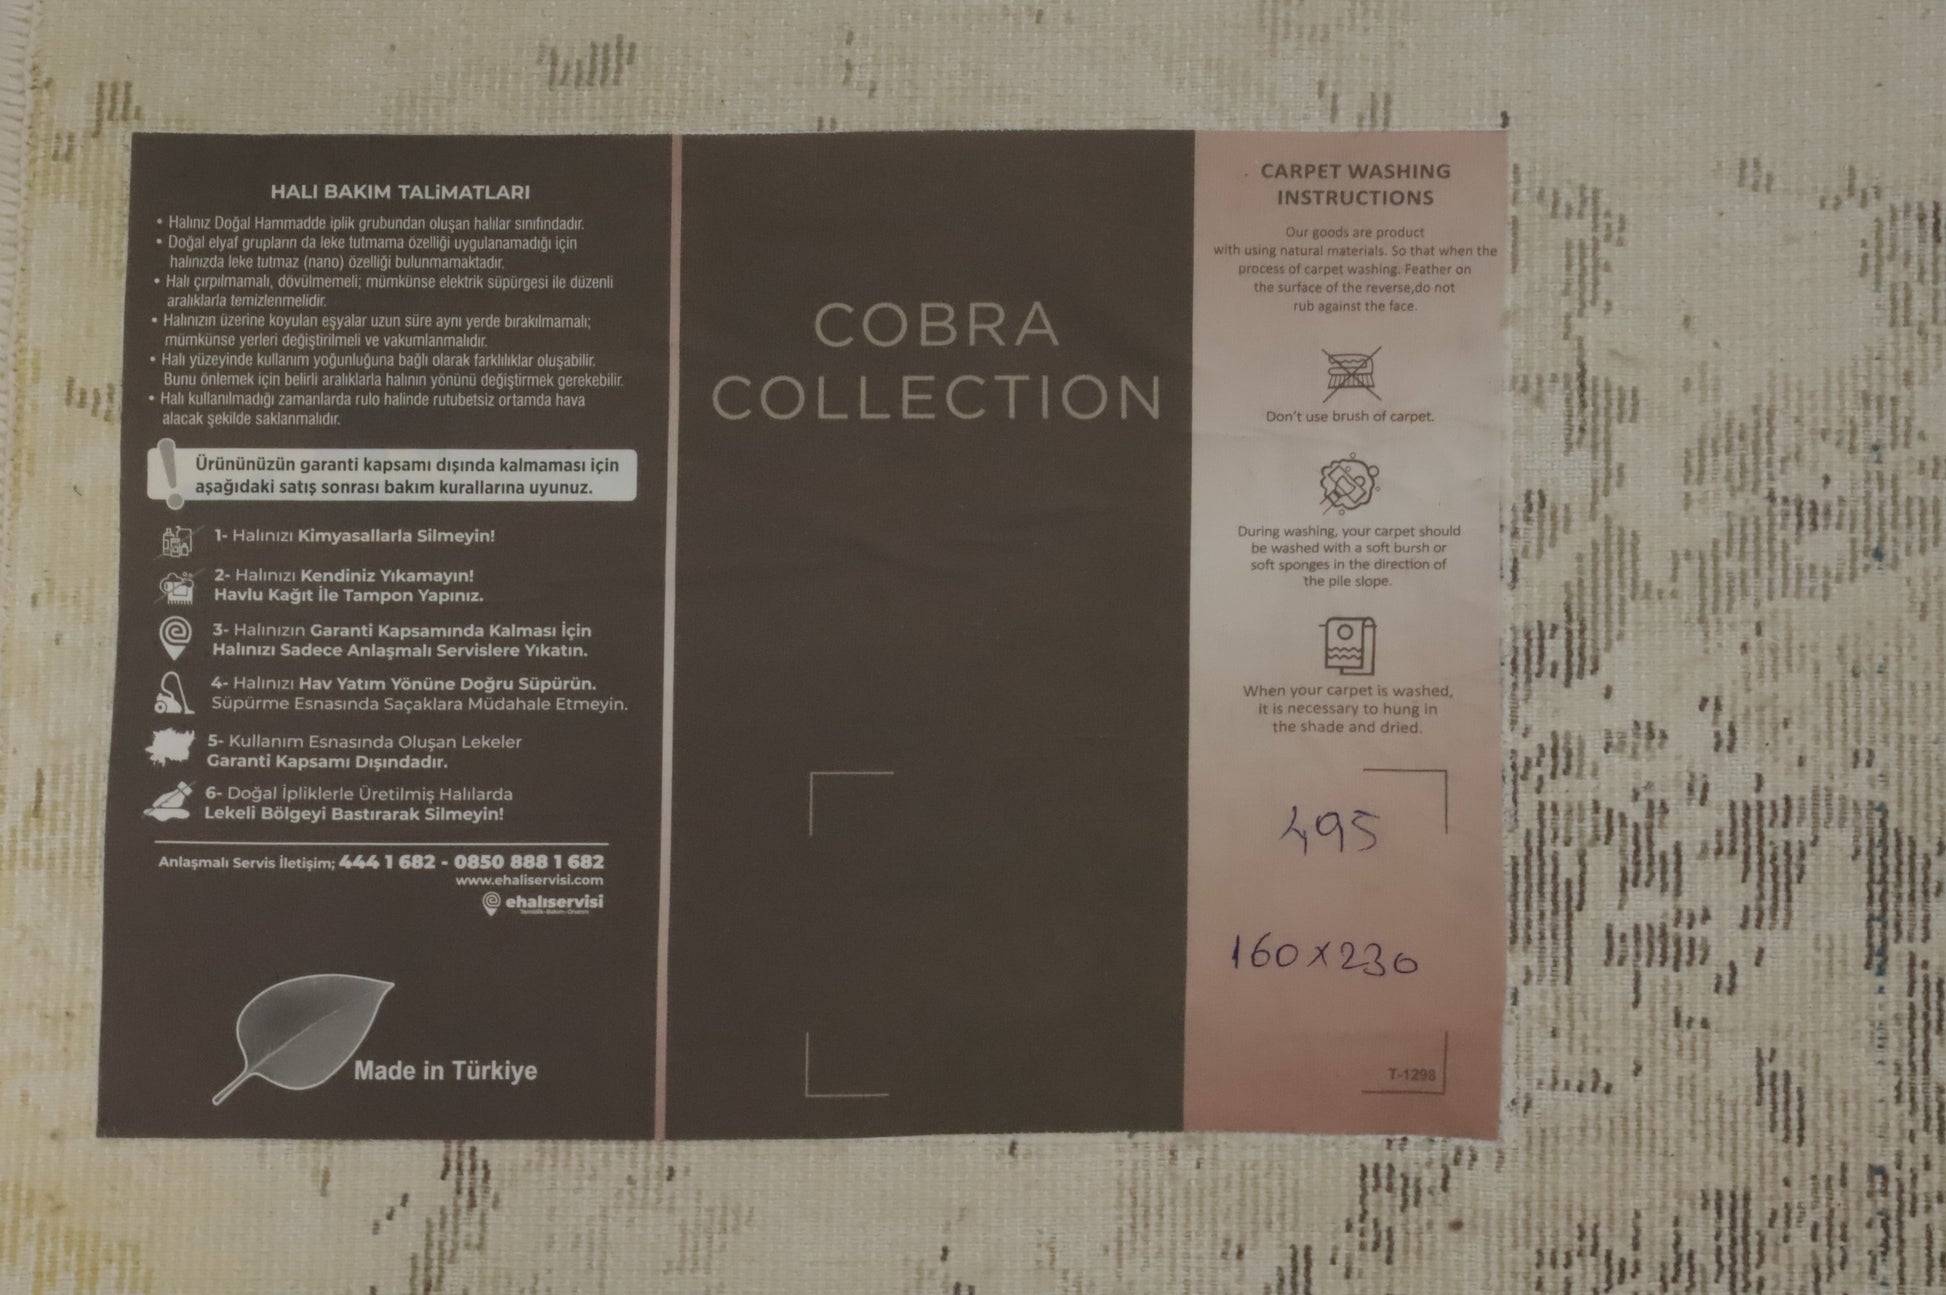 HALI BAKIM TALİMATLARI
• Halınız Doğal Hammadde iplik grubundan oluşan halılar sınıfındadır.
• Doğal elyaf grupların da leke tutmama özelliği uygulanamadığı için
halınızda leke tutmaz (nano) özelliği bulunmamaktadır.
• Halı çırpılmamalı, dövülmemeli; mümkünse elektrik süpürgesi ile düzenli
aralıklarla temizlenmelidir.
• Halınızın üzerine koyulan eşyalar uzun süre aynı yerde bırakılmamalı;
mümkünse yerleri değiştirilmeli ve vakumlanmalıdır.
• Halı yüzeyinde kullanım yoğunluğuna bağlı olarak farklılıklar oluşabilir.
Bunu önlemek için belirli aralıklarla halının yönünü değiştirmek gerekebilir.
• Halı kullanılmadığı zamanlarda rulo halinde rutubetsiz ortamda hava
alacak şekilde saklanmalıdır.
Ürününüzün garanti kapsamı dışında kalmaması için
aşağıdaki satış sonrası bakım kurallarına uyunuz.
1- Halınızı Kimyasallarla Silmeyin!
2- Halınızı Kendiniz Yıkamayın!
Havlu Kağıt İle Tampon Yapınız.
3- Halınızın Garanti Kapsamında Kalması İçin
Halınızı Sadece Anlaşmalı Servislere Yıkatın.
4- Halınızı Hav Yatım Yönüne Doğru Süpürün.
Süpürme Esnasında Saçaklara Müdahale Etmeyin.
5- Kullanım Esnasında Oluşan Lekeler
Garanti Kapsamı Dışındadır.
6- Doğal İpliklerle Üretilmiş Halılarda
Lekeli Bölgeyi Bastırarak Silmeyin!
Anlaşmalı Servis İletişim; 444 1 682 - 0850 888 1 682
www.ehaliservisi.com
ehalıservisi
Made in Türkiye
COBRA
COLLECTION
CARPET WASHING
INSTRUCTIONS
Our goods are product
with using natural materials. So that when the
process of carpet washing. Feather on
the surface of the reverse,do not
rub against the face.
Don't use brush of carpet.
During washing, your carpet should
be washed with a soft bursh or
soft sponges in the direction of
the pile slope.
When your carpet is washed,
it is necessary to hung in
the shade and dried.
495
160x230
T-1298